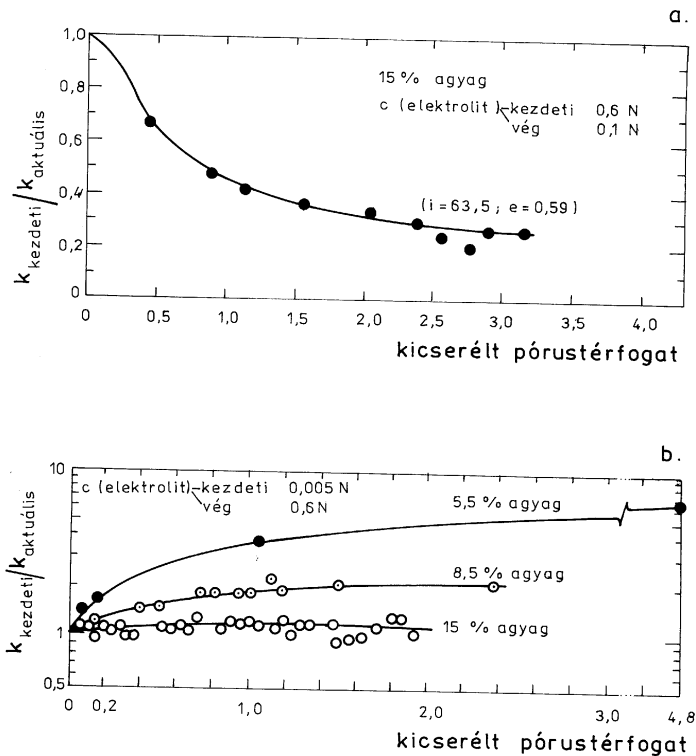 a.
1,0
0,8
0,6
0,4
0,2
0
k kezdeti / k aktuális
15 % agyag
c (elektrolit) kezdeti 0,6 N
vég 0,1 N
(i=63,5 ; e=0,59)
0 0,5 1,0 1,5 2,0 2,5 3,0 3,5 4,0
kicserélt pórustérfogat
b.
10
1
0,5
k kezdeti / k aktuális
c (elektrolit) kezdeti 0,005 N
vég 0,6 N
5,5 % agyag
8,5 % agyag
15 % agyag
0 0,2 1,0 2,0 3,0 4,8
kicserélt pórustérfogat